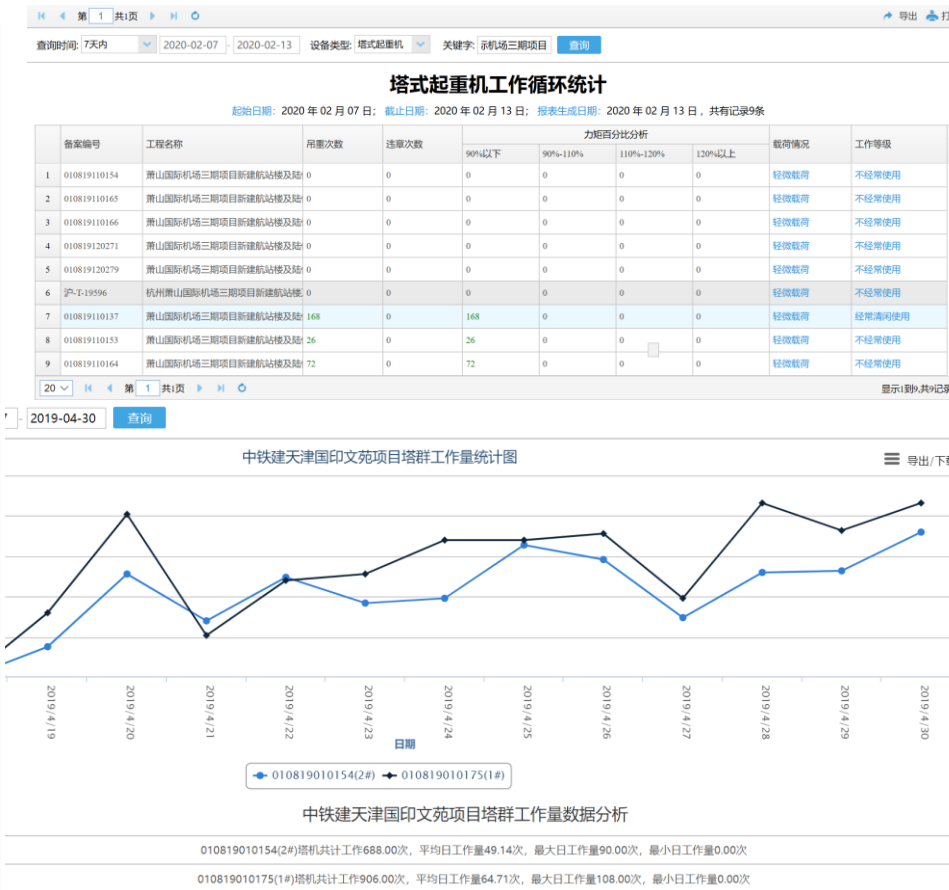 第 1 共1页 导出
查询时间: 7天内 2020-02-07 - 2020-02-13 设备类型: 塔式起重机 关键字: 际机场三期项目 查询
塔式起重机工作循环统计
起始日期: 2020 年 02 月 07 日; 截止日期: 2020 年 02 月 13 日; 报表生成日期: 2020 年 02 月 13 日 , 共有记录9条
备案编号 工程名称 吊重次数 违章次数 力矩百分比分析 载荷情况 工作等级
90%以下 90%-110% 110%-120% 120%以上
1 010819110154 萧山国际机场三期项目新建航站楼及陆 0 0 0 0 0 0 轻微载荷 不经常使用
2 010819110165 萧山国际机场三期项目新建航站楼及陆 0 0 0 0 0 0 轻微载荷 不经常使用
3 010819110166 萧山国际机场三期项目新建航站楼及陆 0 0 0 0 0 0 轻微载荷 不经常使用
4 010819120271 萧山国际机场三期项目新建航站楼及陆 0 0 0 0 0 0 轻微载荷 不经常使用
5 010819120279 萧山国际机场三期项目新建航站楼及陆 0 0 0 0 0 0 轻微载荷 不经常使用
6 沪-T-19596 杭州萧山国际机场三期项目新建航站楼 0 0 0 0 0 0 轻微载荷 不经常使用
7 010819110137 萧山国际机场三期项目新建航站楼及陆 168 0 168 0 0 0 轻微载荷 经常清闲使用
8 010819110153 萧山国际机场三期项目新建航站楼及陆 26 0 26 0 0 0 轻微载荷 不经常使用
9 010819110164 萧山国际机场三期项目新建航站楼及陆 72 0 72 0 0 0 轻微载荷 不经常使用
20 第 1 共1页 显示1到9,共9记录
- 2019-04-30 查询
中铁建天津国印文苑项目塔群工作量统计图
导出/下载
2019/4/19 2019/4/20 2019/4/21 2019/4/22 2019/4/23 2019/4/24 2019/4/25 2019/4/26 2019/4/27 2019/4/28 2019/4/29 2019/4/30
日期
010819010154(2#) 010819010175(1#)
中铁建天津国印文苑项目塔群工作量数据分析
010819010154(2#)塔机共计工作688.00次，平均日工作量49.14次，最大日工作量90.00次，最小日工作量0.00次
010819010175(1#)塔机共计工作906.00次，平均日工作量64.71次，最大日工作量108.00次，最小日工作量0.00次